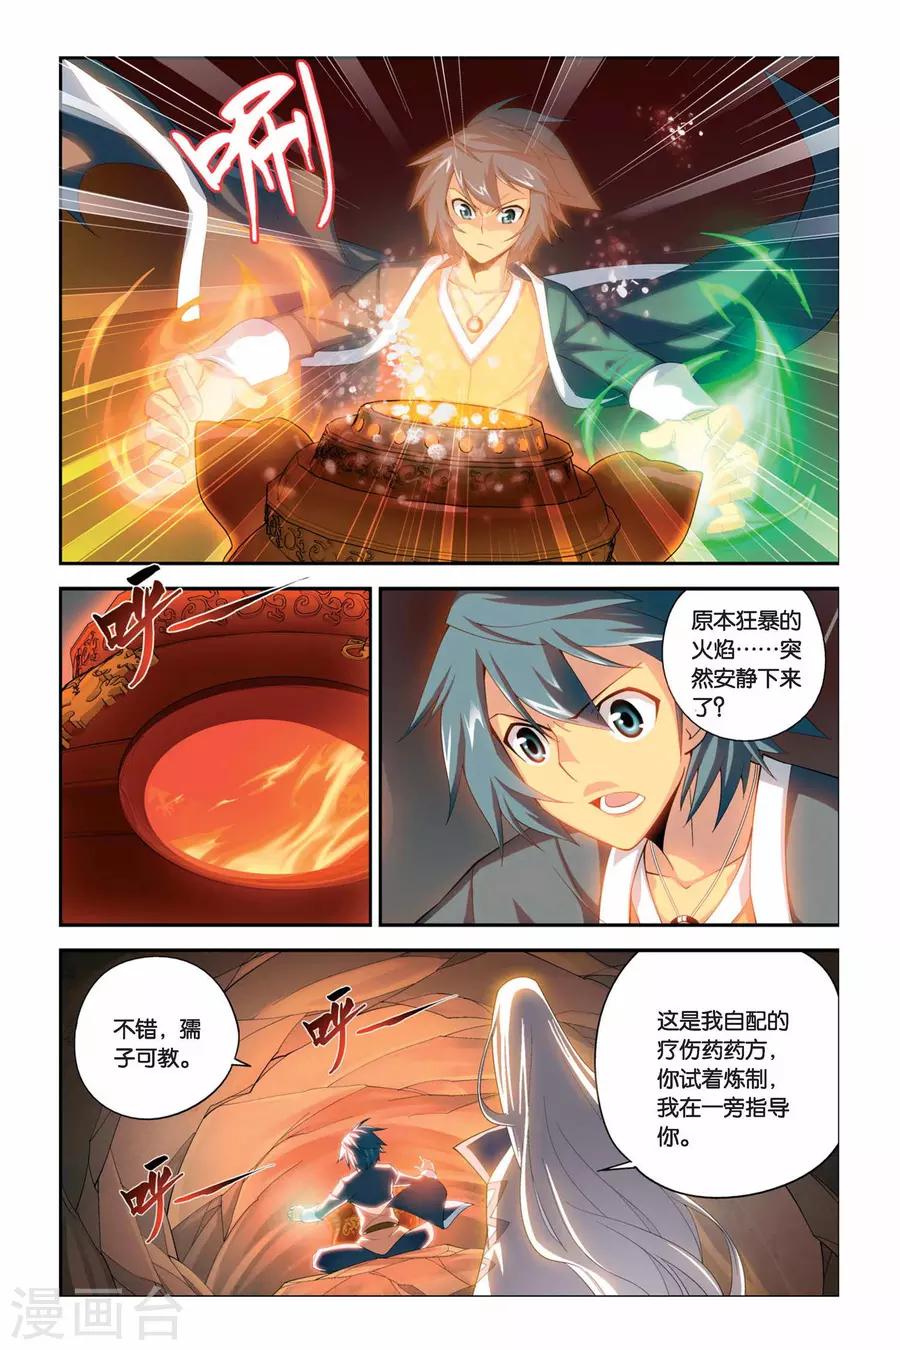 唰
呼
原本狂暴的
火焰……突
然安静下来
了？
不错，孺
子可教。
呼
呼
这是我自配的
疗伤药药方，
你试着炼制，
我在一旁指导
你。
漫画台